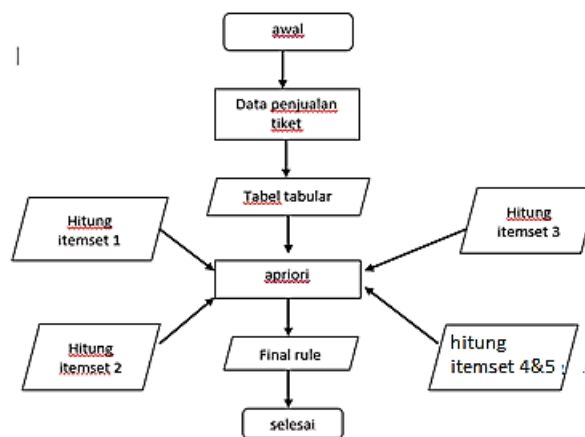 awal
Data penjualan
tiket
Tabel tabular
Hitung
itemset 1
Hitung
itemset 3
apriori
Hitung
itemset 2
Final rule
hitung
itemset 4&5
selesai